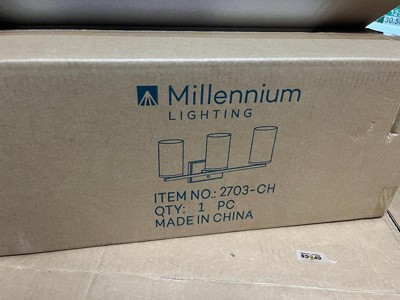 Millennium
LIGHTING
ITEM NO.: 2703-CH
QTY: 1 PC
MADE IN CHINA